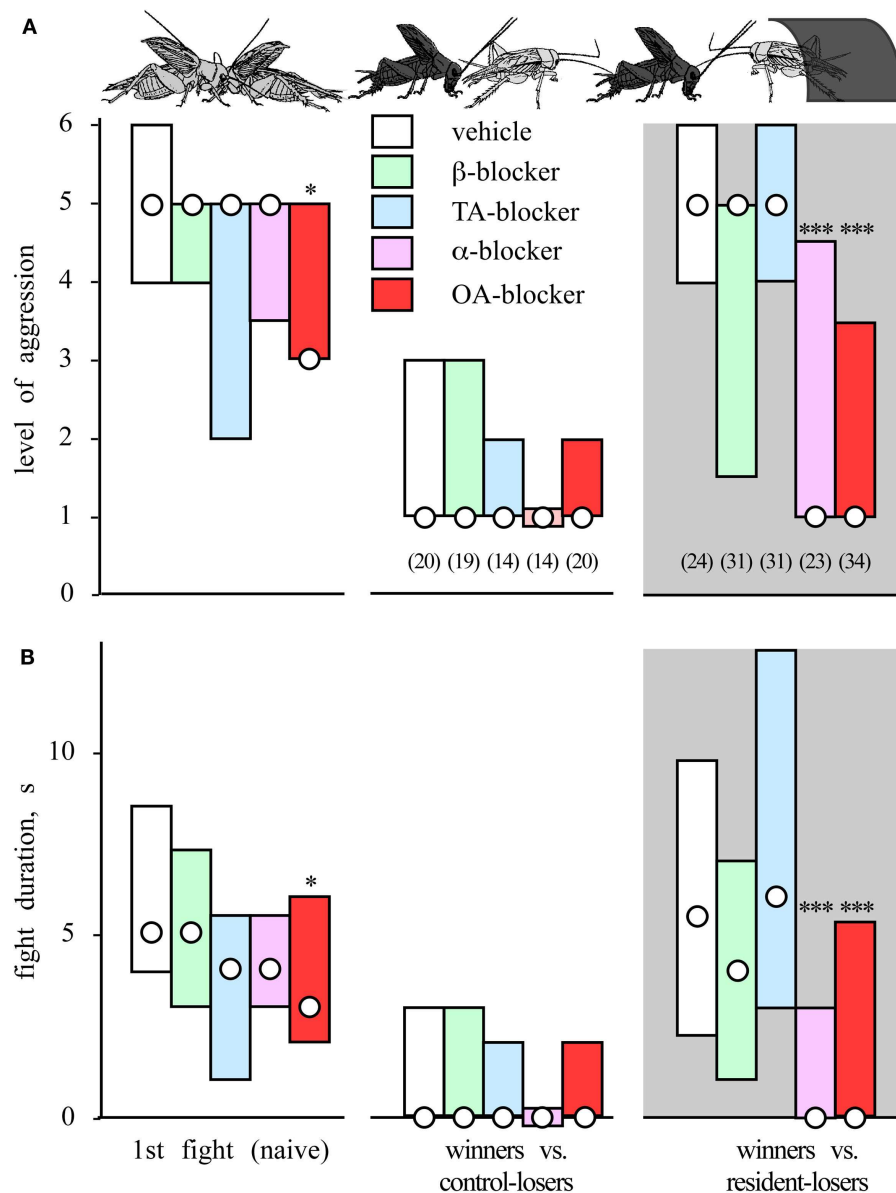 A
6
5
4
3
2
1
0
level of aggression
vehicle
β-blocker
TA-blocker
α-blocker
OA-blocker
*
*** ***
(20) (19) (14) (14) (20)
(24) (31) (31) (23) (34)
B
10
5
0
fight duration, s
*
*** ***
1st fight (naive)
winners vs.
control-losers
winners vs.
resident-losers